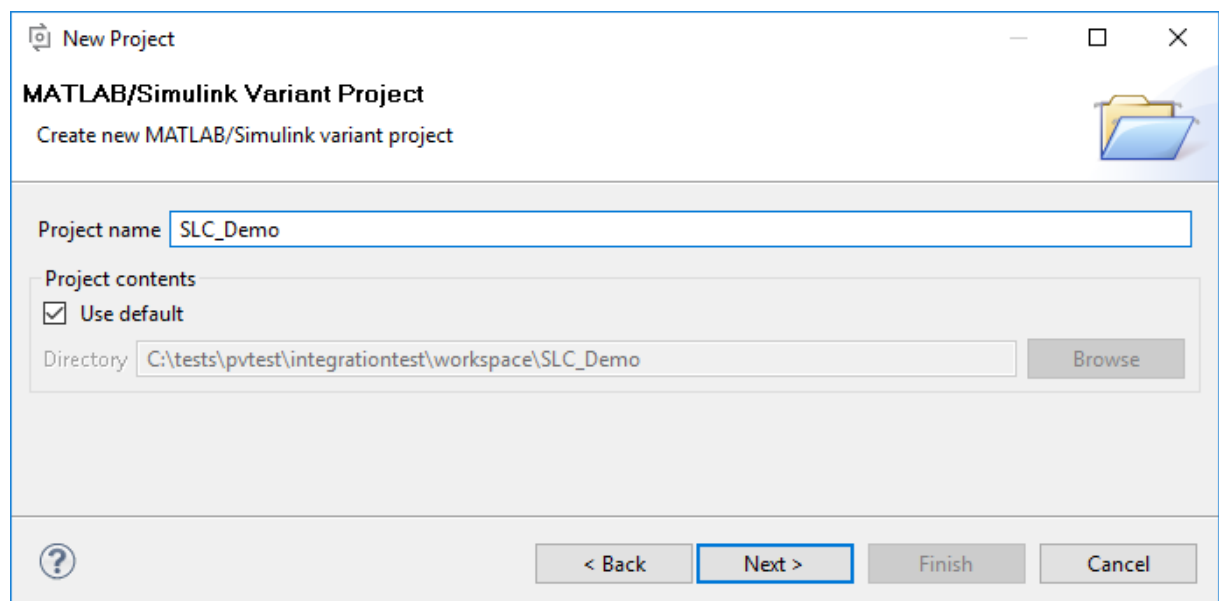 New Project
MATLAB/Simulink Variant Project
Create new MATLAB/Simulink variant project
Project name SLC_Demo
Project contents
Use default
Directory C:\tests\pvtest\integrationtest\workspace\SLC_Demo Browse
? < Back Next > Finish Cancel